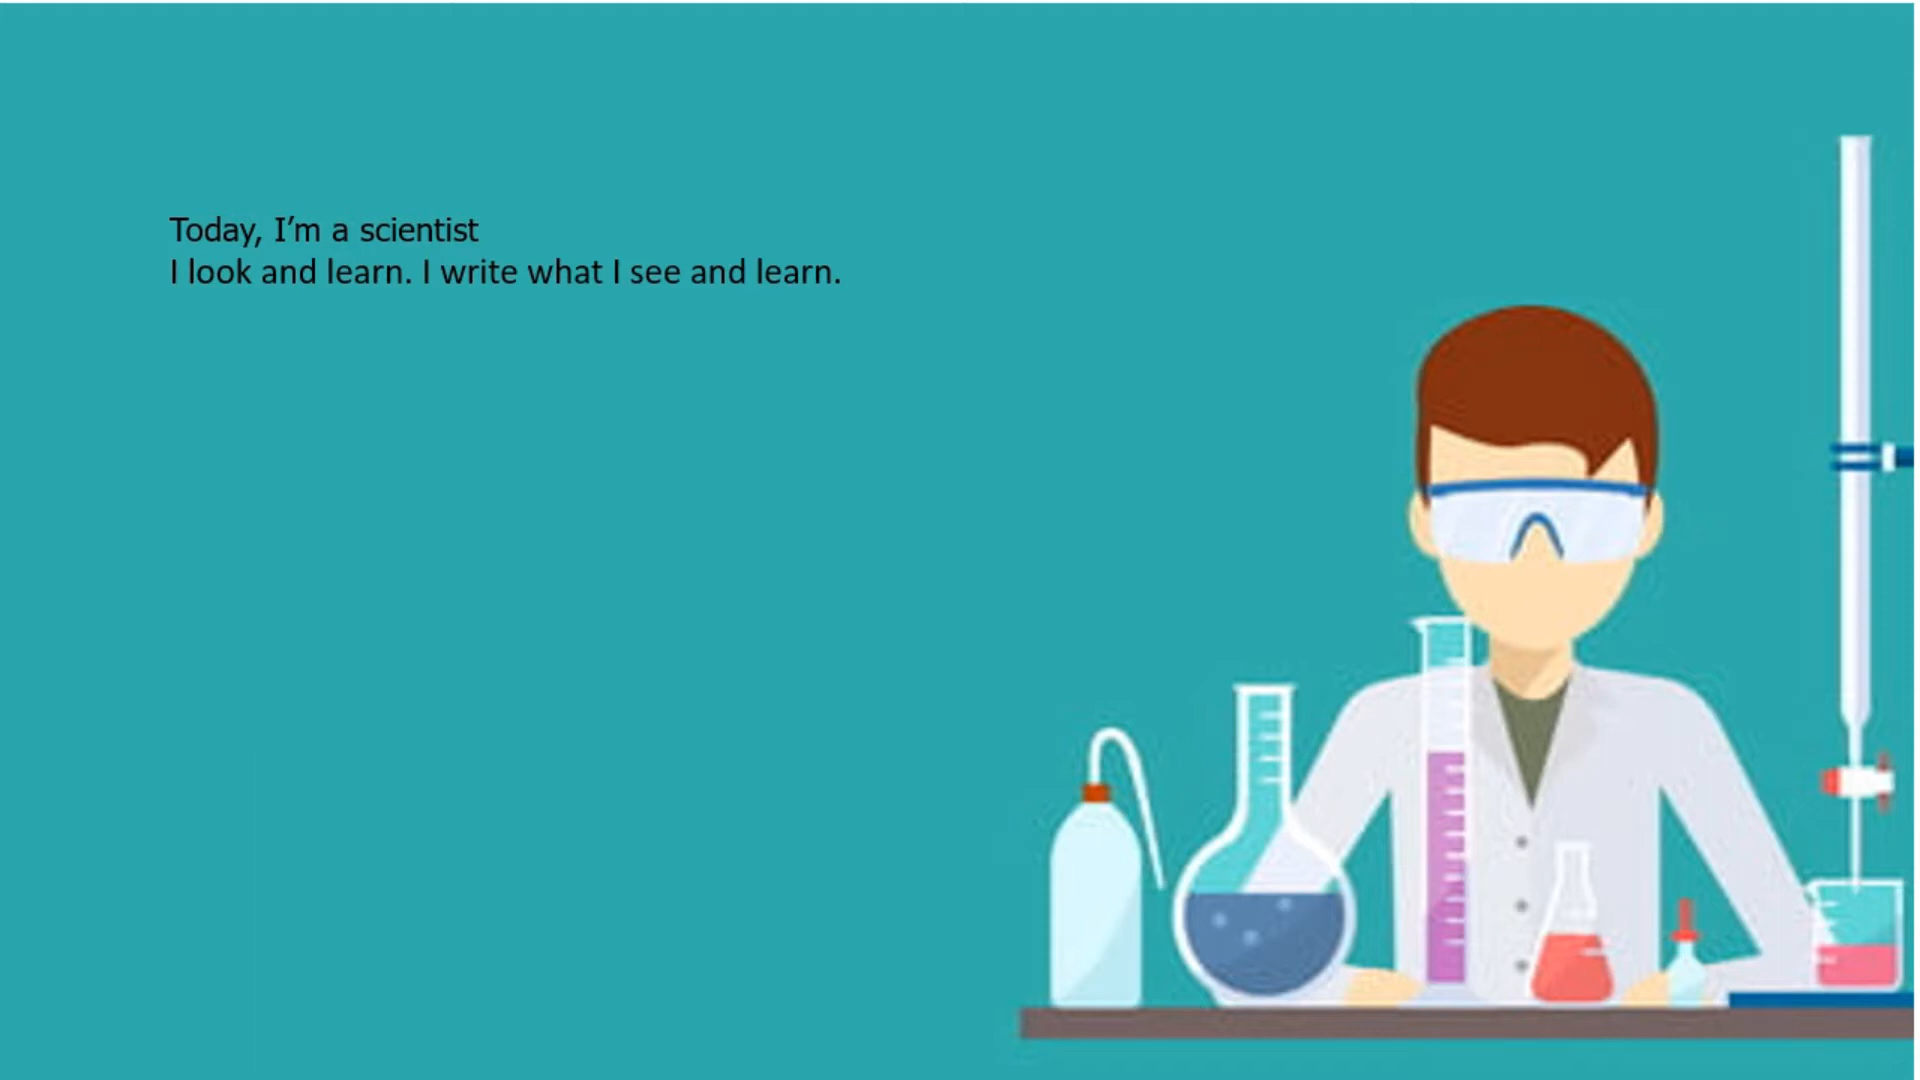 Today, I’m a scientist
I look and learn. I write what I see and learn.